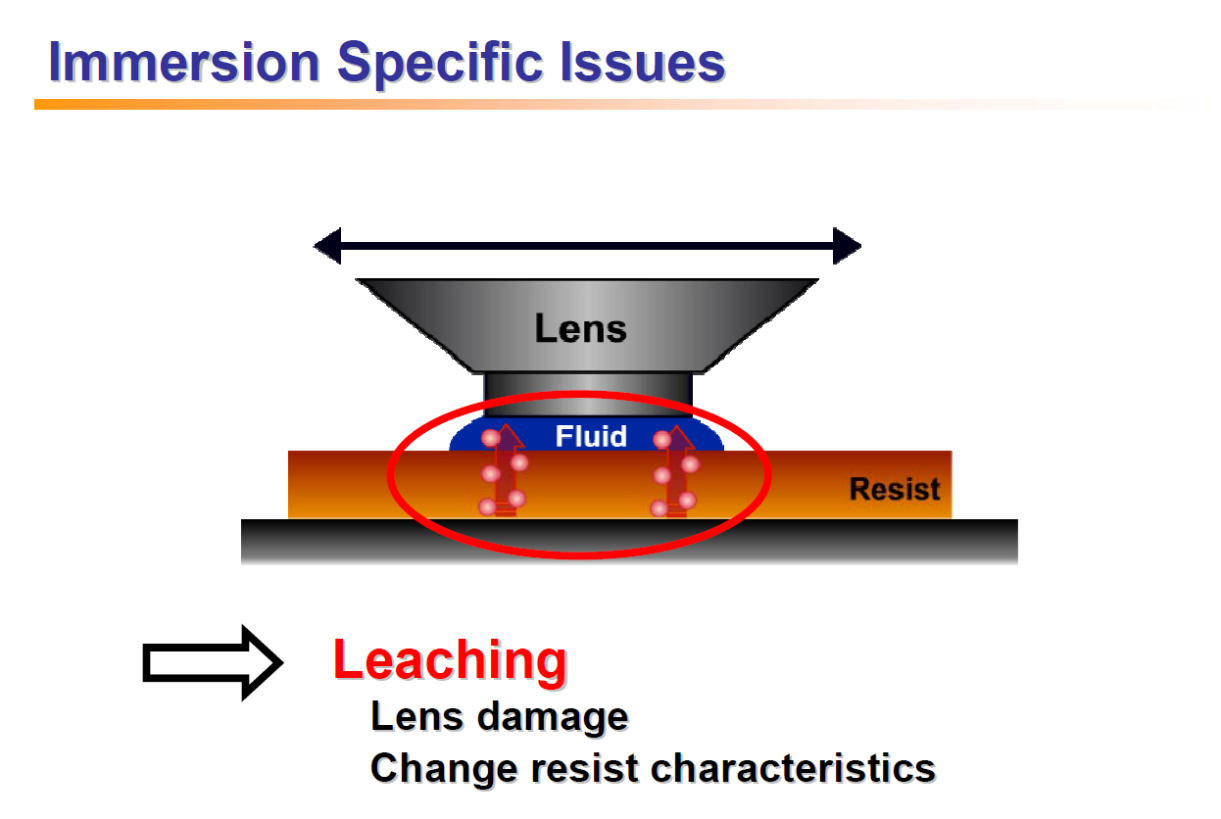 Immersion Specific Issues
Lens
Fluid
Resist
Leaching
Lens damage
Change resist characteristics